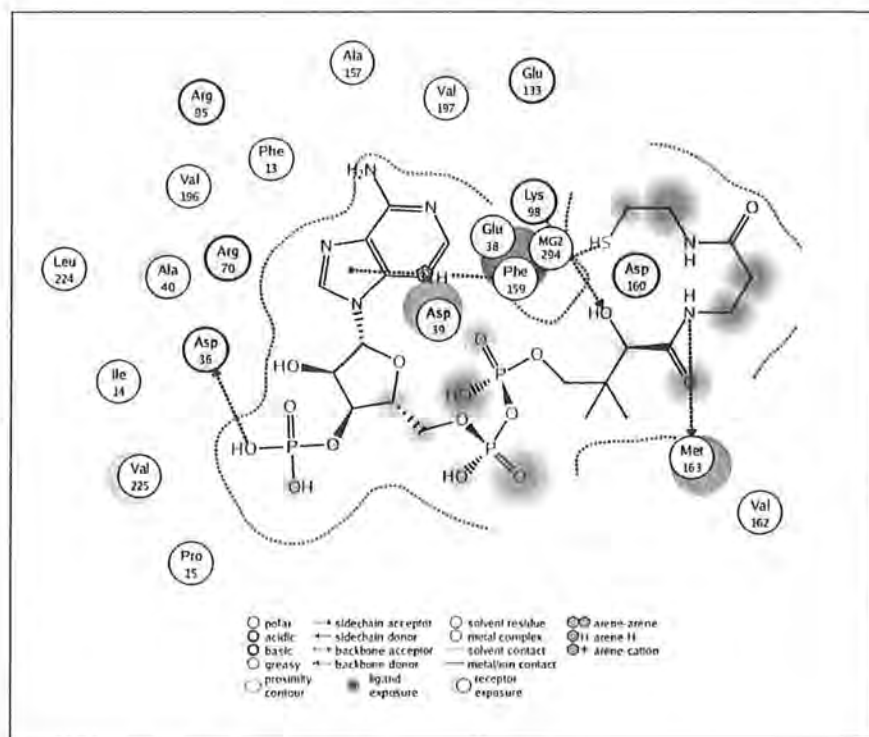 Ala
157
Glu
133
Arg
85
Val
197
Phe
13
H₂N
N
Val
196
Lys
98
O
Glu
38
MG2
294
HS
N
H
N
Arg
70
Leu
224
Ala
40
H
Phe
159
Asp
160
H
N
N
N
HO
Asp
39
Asp
36
O
O
HO
O
P
O
Ile
14
HO
O
O
O
HO
P
O
O
P
Met
163
OH
HO
O
Val
225
Val
162
Pro
15
polar
acidic
basic
greasy
proximity
contour
sidechain acceptor
sidechain donor
backbone acceptor
backbone donor
ligand
exposure
solvent residue
metal complex
solvent contact
metal/ion contact
receptor
exposure
arene-arene
H arene H
+ arene-cation